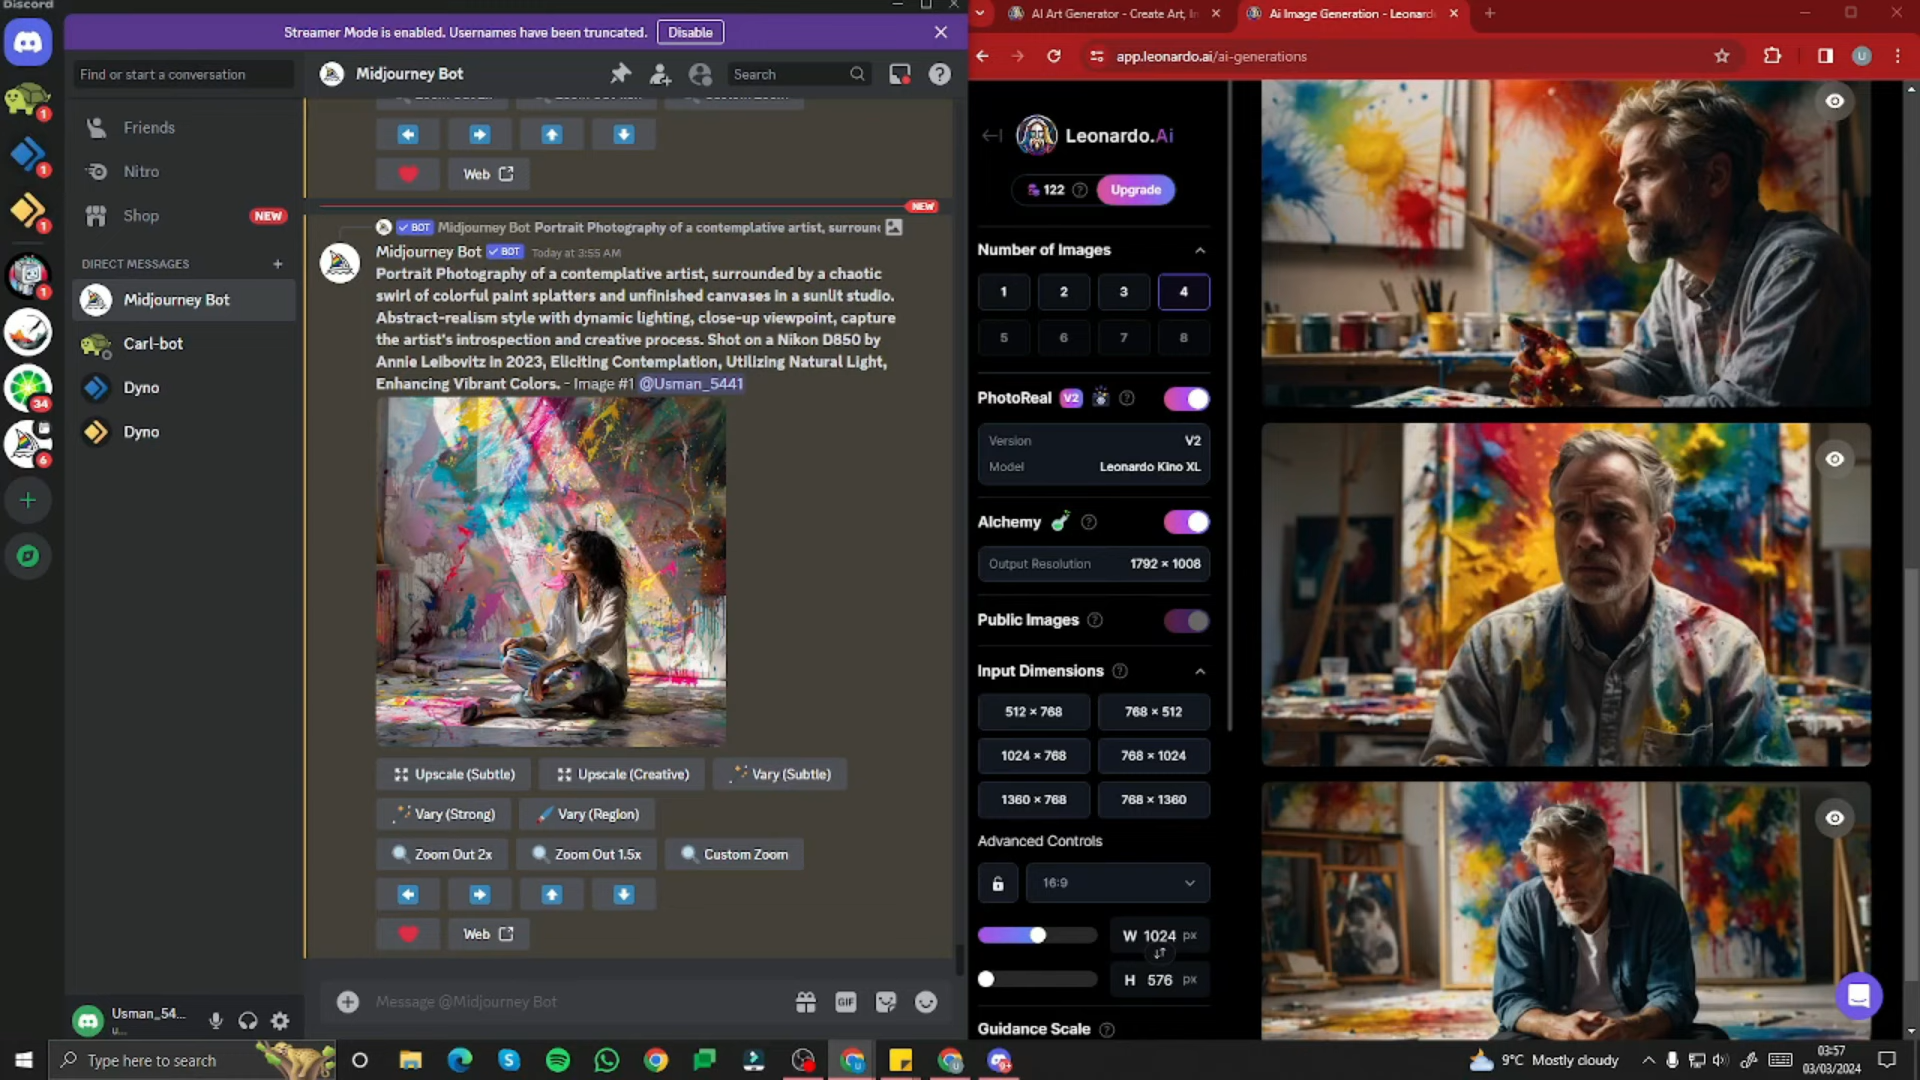 Discord
Streamer Mode is enabled. Usernames have been truncated.
Disable
Find or start a conversation
Midjourney Bot
Search
Friends
Nitro
Shop
NEW
DIRECT MESSAGES
Midjourney Bot
Carl-bot
Dyno
Dyno
1
1
1
1
34
6
Web
NEW
BOT Midjourney Bot Portrait Photography of a contemplative artist, surroun
Midjourney Bot BOT Today at 3:55 AM
Portrait Photography of a contemplative artist, surrounded by a chaotic
swirl of colorful paint splatters and unfinished canvases in a sunlit studio.
Abstract-realism style with dynamic lighting, close-up viewpoint, capture
the artist's introspection and creative process. Shot on a Nikon D850 by
Annie Leibovitz in 2023, Eliciting Contemplation, Utilizing Natural Light,
Enhancing Vibrant Colors. - Image #1 @Usman_5441
Upscale (Subtle)
Upscale (Creative)
Vary (Subtle)
Vary (Strong)
Vary (Region)
Zoom Out 2x
Zoom Out 1.5x
Custom Zoom
Web
Message @Midjourney Bot
GIF
Usman_54...
u...
AI Art Generator - Create Art, In
Ai Image Generation - Leonard
app.leonardo.ai/ai-generations
U
Leonardo.Ai
122
Upgrade
Number of Images
1 2 3 4
5 6 7 8
PhotoReal V2
Version V2
Model Leonardo Kino XL
Alchemy
Output Resolution 1792 × 1008
Public Images
Input Dimensions
512 × 768
768 × 512
1024 × 768
768 × 1024
1360 × 768
768 × 1360
Advanced Controls
16:9
W 1024 px
H 576 px
Guidance Scale
Type here to search
9°C Mostly cloudy
03:57
03/03/2024